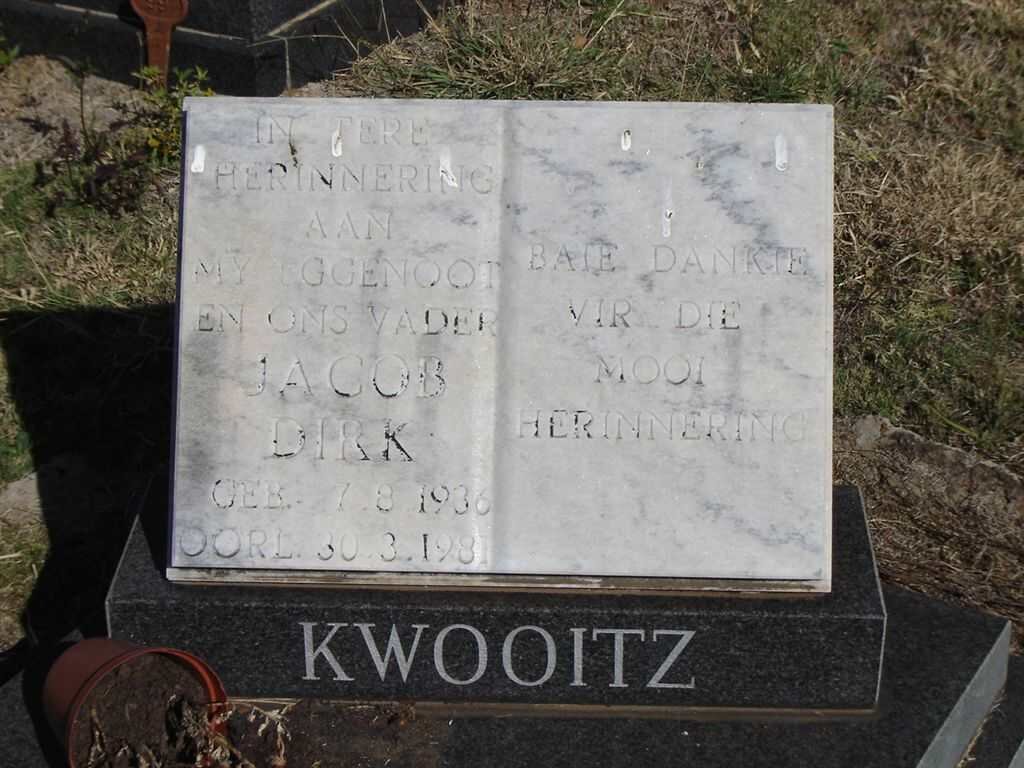 IN TERE
HERINNERING
AAN
MY EGGENOOT
EN ONS VADER
JACOB
DIRK
GEB. 7.8.1936
OORL. 30.3.1981
BAIE DANKIE
VIR DIE
MOOI
HERINNERING
KWOOITZ